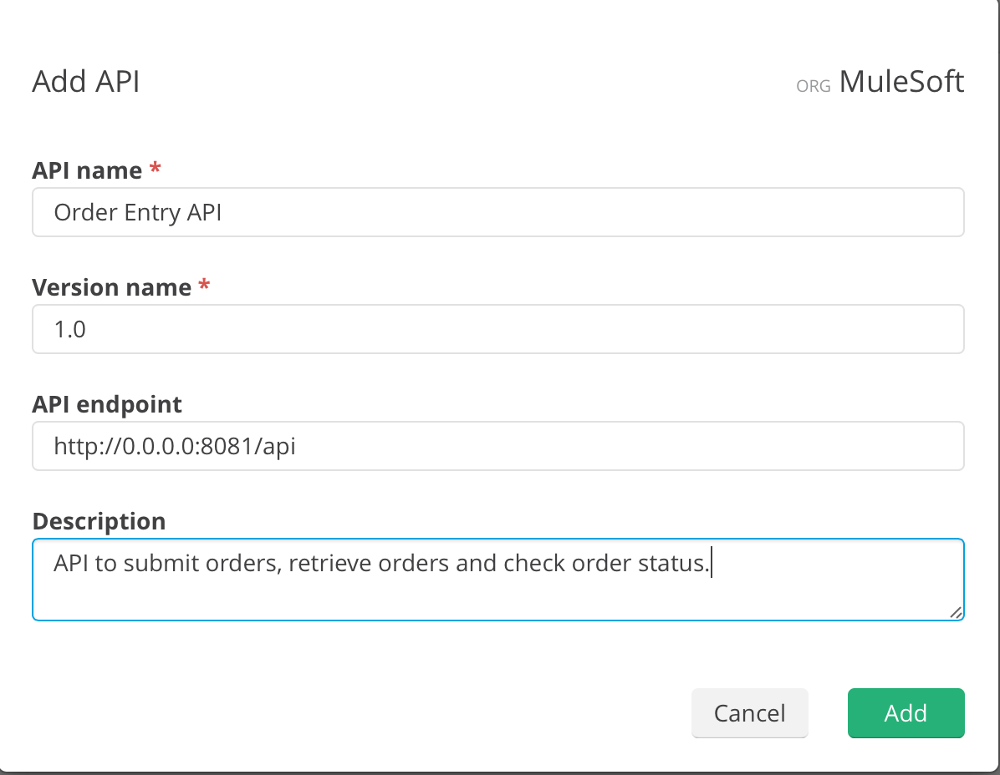 Add API
ORG MuleSoft
API name *
Order Entry API
Version name *
1.0
API endpoint
http://0.0.0.0:8081/api
Description
API to submit orders, retrieve orders and check order status.
Cancel
Add